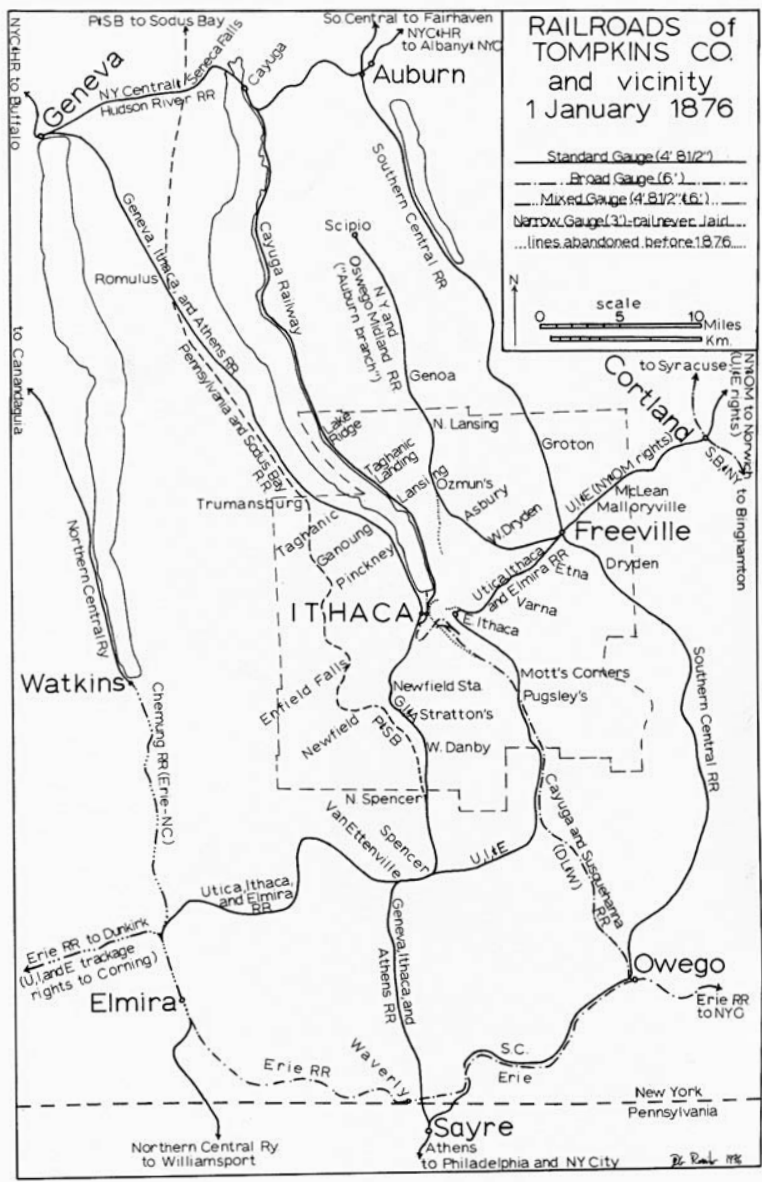 P&SB to Sodus Bay
So. Central to Fairhaven
NYC&HR
to Albany & NYC
NYC&HR to Buffalo
Geneva
NY Central &
Hudson River RR
Seneca Falls
Cayuga
Auburn
RAILROADS of
TOMPKINS CO.
and vicinity
1 January 1876
Standard Gauge (4' 8 1/2")
Broad Gauge (6')
Mixed Gauge (4' 8 1/2" & 6')
Narrow Gauge (3')-rail never laid
lines abandoned before 1876
N
scale
0 5 10
Miles
Km.
Southern Central RR
Scipio
NY and
Oswego Midland RR
("Auburn branch")
Cayuga Railway
Geneva, Ithaca, and Athens RR
Romulus
Pennsylvania and Sodus Bay
R.R.
to Canandaguia
Genoa
Lake
Ridge
N. Lansing
Groton
to Syracuse
Cortland
NY&OM to Norwich
(U,I&E rights)
S.B.&NY
to Binghamton
Taghanic
Landing
Lansing
Ozmun's
Asbury
W. Dryden
U,I&E (NY&OM rights)
McLean
Malloryville
Freeville
Trumansburg
Taghanic
Ganoung
Pinckney
Utica, Ithaca
and Elmira RR
Etna
Dryden
Varna
ITHACA
E. Ithaca
Northern Central Ry
Watkins
Enfield Falls
Newfield
Newfield Sta.
G,I&A
Stratton's
P&SB
W. Danby
Mott's Corners
Pugsley's
Southern Central RR
Chemung RR (Erie-NC)
N. Spencer
Van Ettenville
Spencer
U,I,&E
Cayuga and Susquehanna
RR
(DL&W)
Utica, Ithaca,
and Elmira
RR
Geneva, Ithaca, and
Athens RR
Erie RR to Dunkirk
(U,I, and E trackage
rights to Corning)
Elmira
Owego
Erie RR
to NYC
S.C.
Erie
Erie RR
Waverly
New York
Pennsylvania
Sayre
Athens
to Philadelphia and NY City
Northern Central Ry
to Williamsport